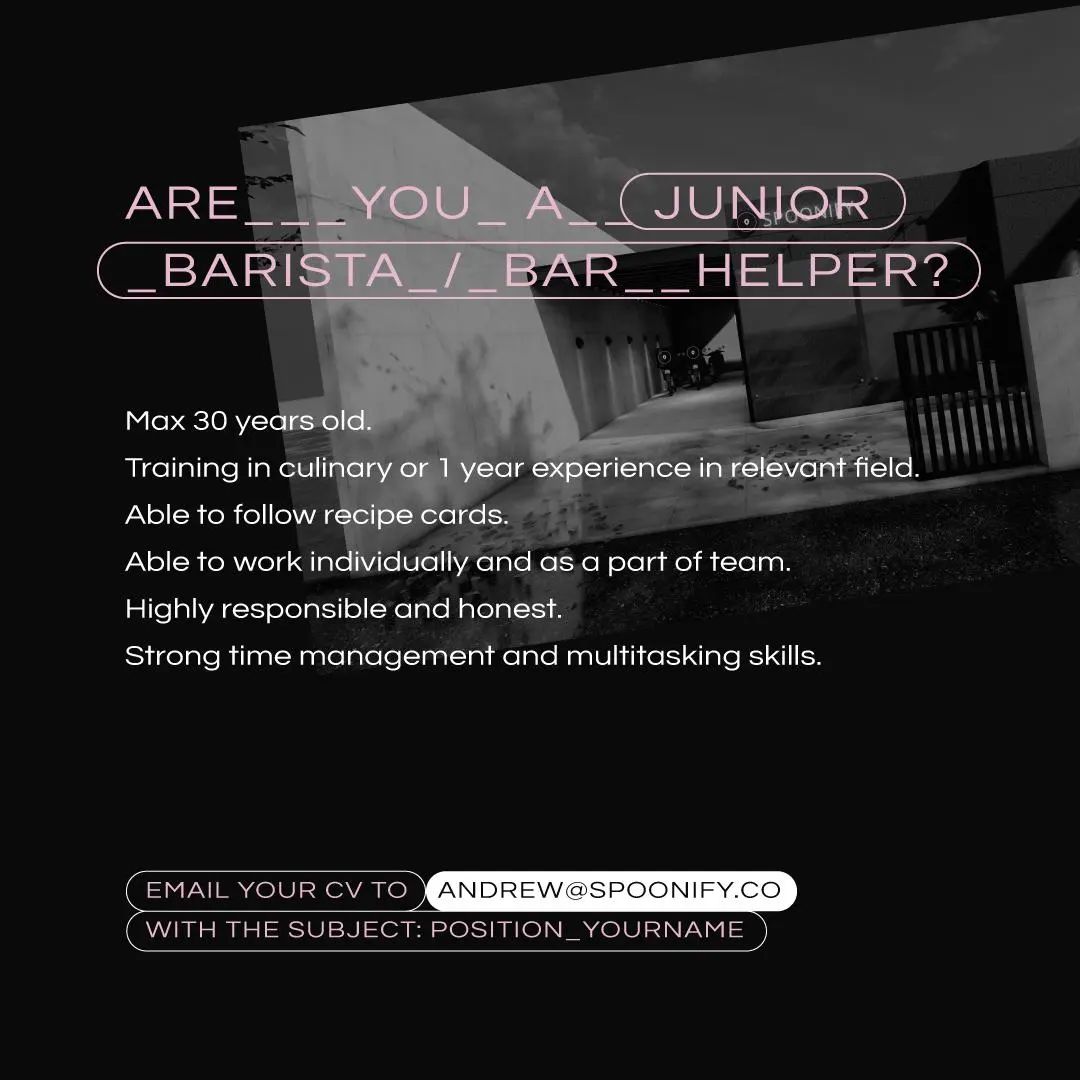 ARE___YOU_ A__JUNIOR
_BARISTA_/_BAR__HELPER?
SPOONIFY
Max 30 years old.
Training in culinary or 1 year experience in relevant field.
Able to follow recipe cards.
Able to work individually and as a part of team.
Highly responsible and honest.
Strong time management and multitasking skills.
EMAIL YOUR CV TO ANDREW@SPOONIFY.CO
WITH THE SUBJECT: POSITION_YOURNAME